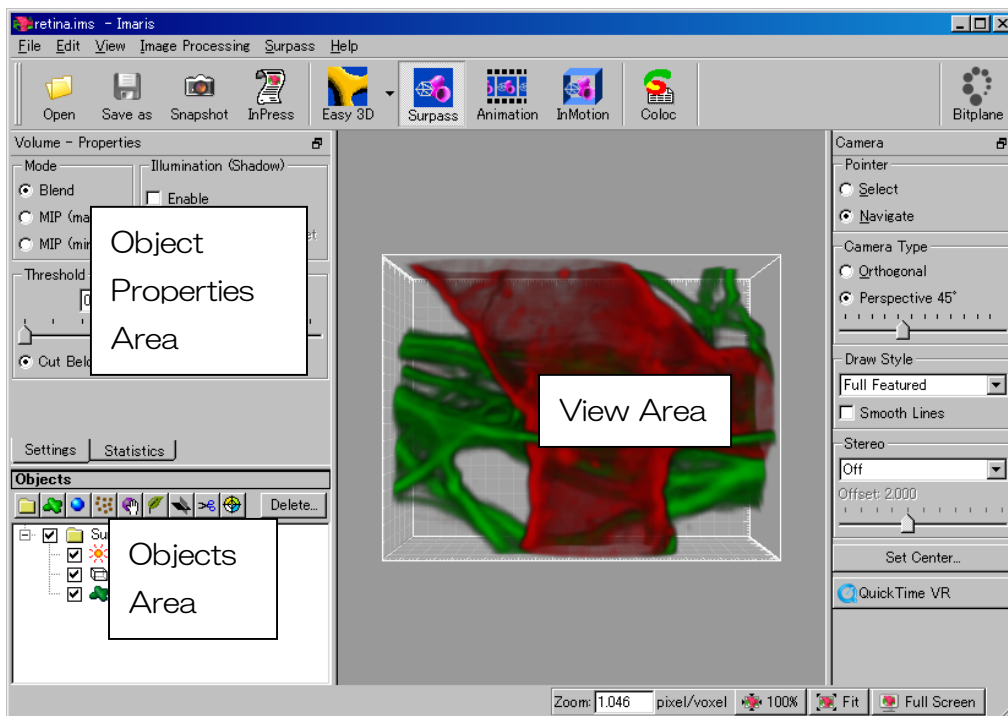 retina.ims - Imaris
File Edit View Image Processing Surpass Help
Open Save as Snapshot InPress Easy 3D Surpass Animation InMotion Coloc Bitplane
Volume - Properties
Mode
Blend
MIP (ma
MIP (mi
Illumination (Shadow)
Enable
Object
Properties
Area
Threshold
Cut Belo
Settings Statistics
Objects
Delete...
Su
Objects
Area
View Area
Camera
Pointer
Select
Navigate
Camera Type
Orthogonal
Perspective 45°
Draw Style
Full Featured
Smooth Lines
Stereo
Off
Offset: 2.000
Set Center...
QuickTime VR
Zoom: 1.046 pixel/voxel 100% Fit Full Screen